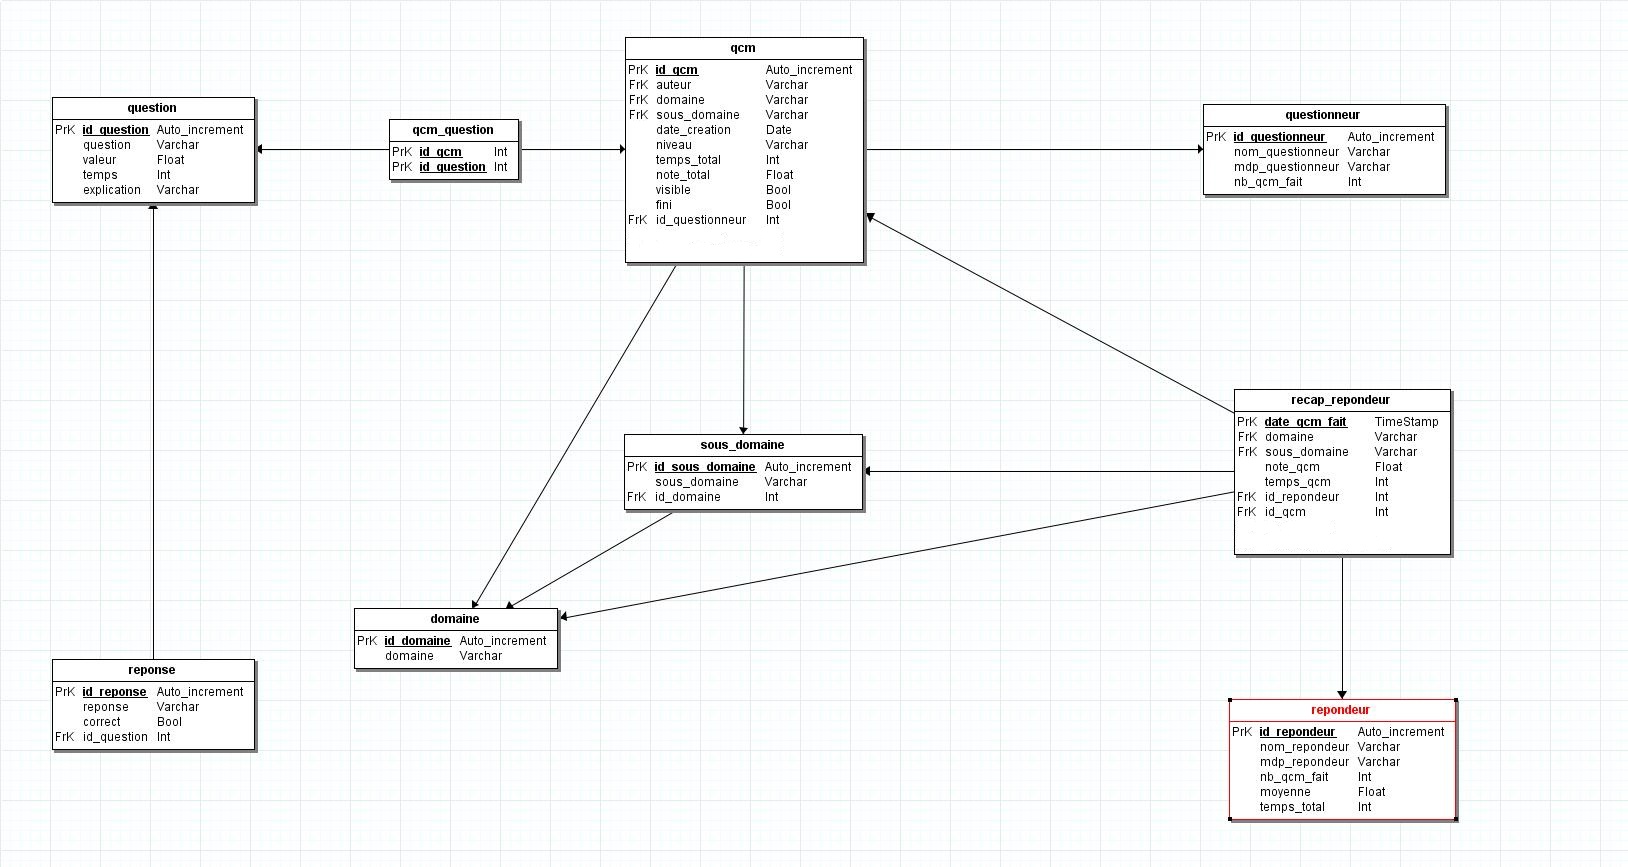 qcm
PrK id_qcm Auto_increment
FrK auteur Varchar
FrK domaine Varchar
FrK sous_domaine Varchar
date_creation Date
niveau Varchar
temps_total Int
note_total Float
visible Bool
fini Bool
FrK id_questionneur Int
question
PrK id_question Auto_increment
question Varchar
valeur Float
temps Int
explication Varchar
qcm_question
PrK id_qcm Int
PrK id_question Int
questionneur
PrK id_questionneur Auto_increment
nom_questionneur Varchar
mdp_questionneur Varchar
nb_qcm_fait Int
recap_repondeur
PrK date_qcm_fait TimeStamp
FrK domaine Varchar
FrK sous_domaine Varchar
note_qcm Float
temps_qcm Int
FrK id_repondeur Int
FrK id_qcm Int
sous_domaine
PrK id_sous_domaine Auto_increment
sous_domaine Varchar
FrK id_domaine Int
domaine
PrK id_domaine Auto_increment
domaine Varchar
reponse
PrK id_reponse Auto_increment
reponse Varchar
correct Bool
FrK id_question Int
repondeur
PrK id_repondeur Auto_increment
nom_repondeur Varchar
mdp_repondeur Varchar
nb_qcm_fait Int
moyenne Float
temps_total Int